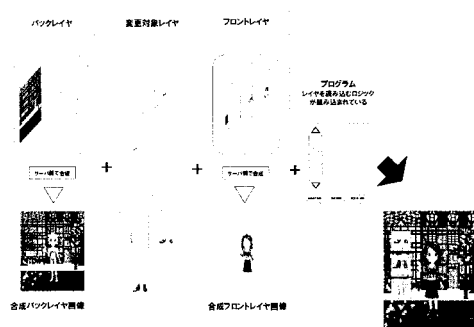 バックレイヤ
変更対象レイヤ
フロントレイヤ
プログラム
レイヤを読み込むロジック
が組み込まれている
サーバ側で合成
サーバ側で合成
合成バックレイヤ画像
合成フロントレイヤ画像